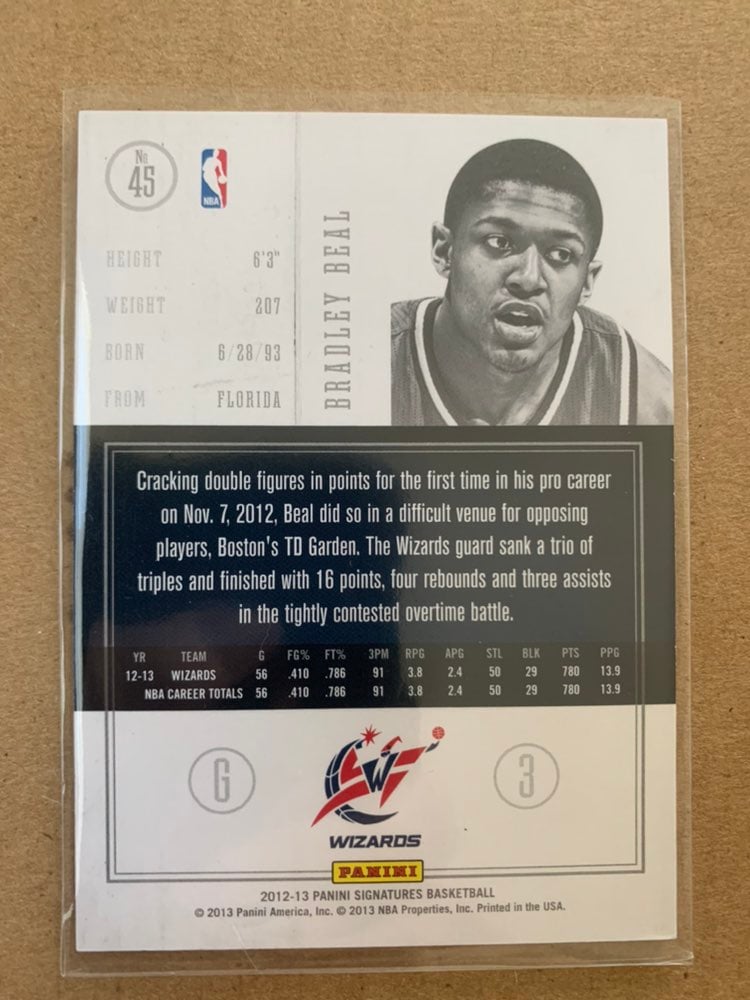 No
45
NBA
HEIGHT 6'3"
WEIGHT 207
BORN 6/28/93
FROM FLORIDA
BRADLEY BEAL
Cracking double figures in points for the first time in his pro career
on Nov. 7, 2012, Beal did so in a difficult venue for opposing
players, Boston's TD Garden. The Wizards guard sank a trio of
triples and finished with 16 points, four rebounds and three assists
in the tightly contested overtime battle.
YR TEAM G FG% FT% 3PM RPG APG STL BLK PTS PPG
12-13 WIZARDS 56 .410 .786 91 3.8 2.4 50 29 780 13.9
NBA CAREER TOTALS 56 .410 .786 91 3.8 2.4 50 29 780 13.9
G
W
3
WIZARDS
PANINI
2012-13 PANINI SIGNATURES BASKETBALL
© 2013 Panini America, Inc. © 2013 NBA Properties, Inc. Printed in the USA.